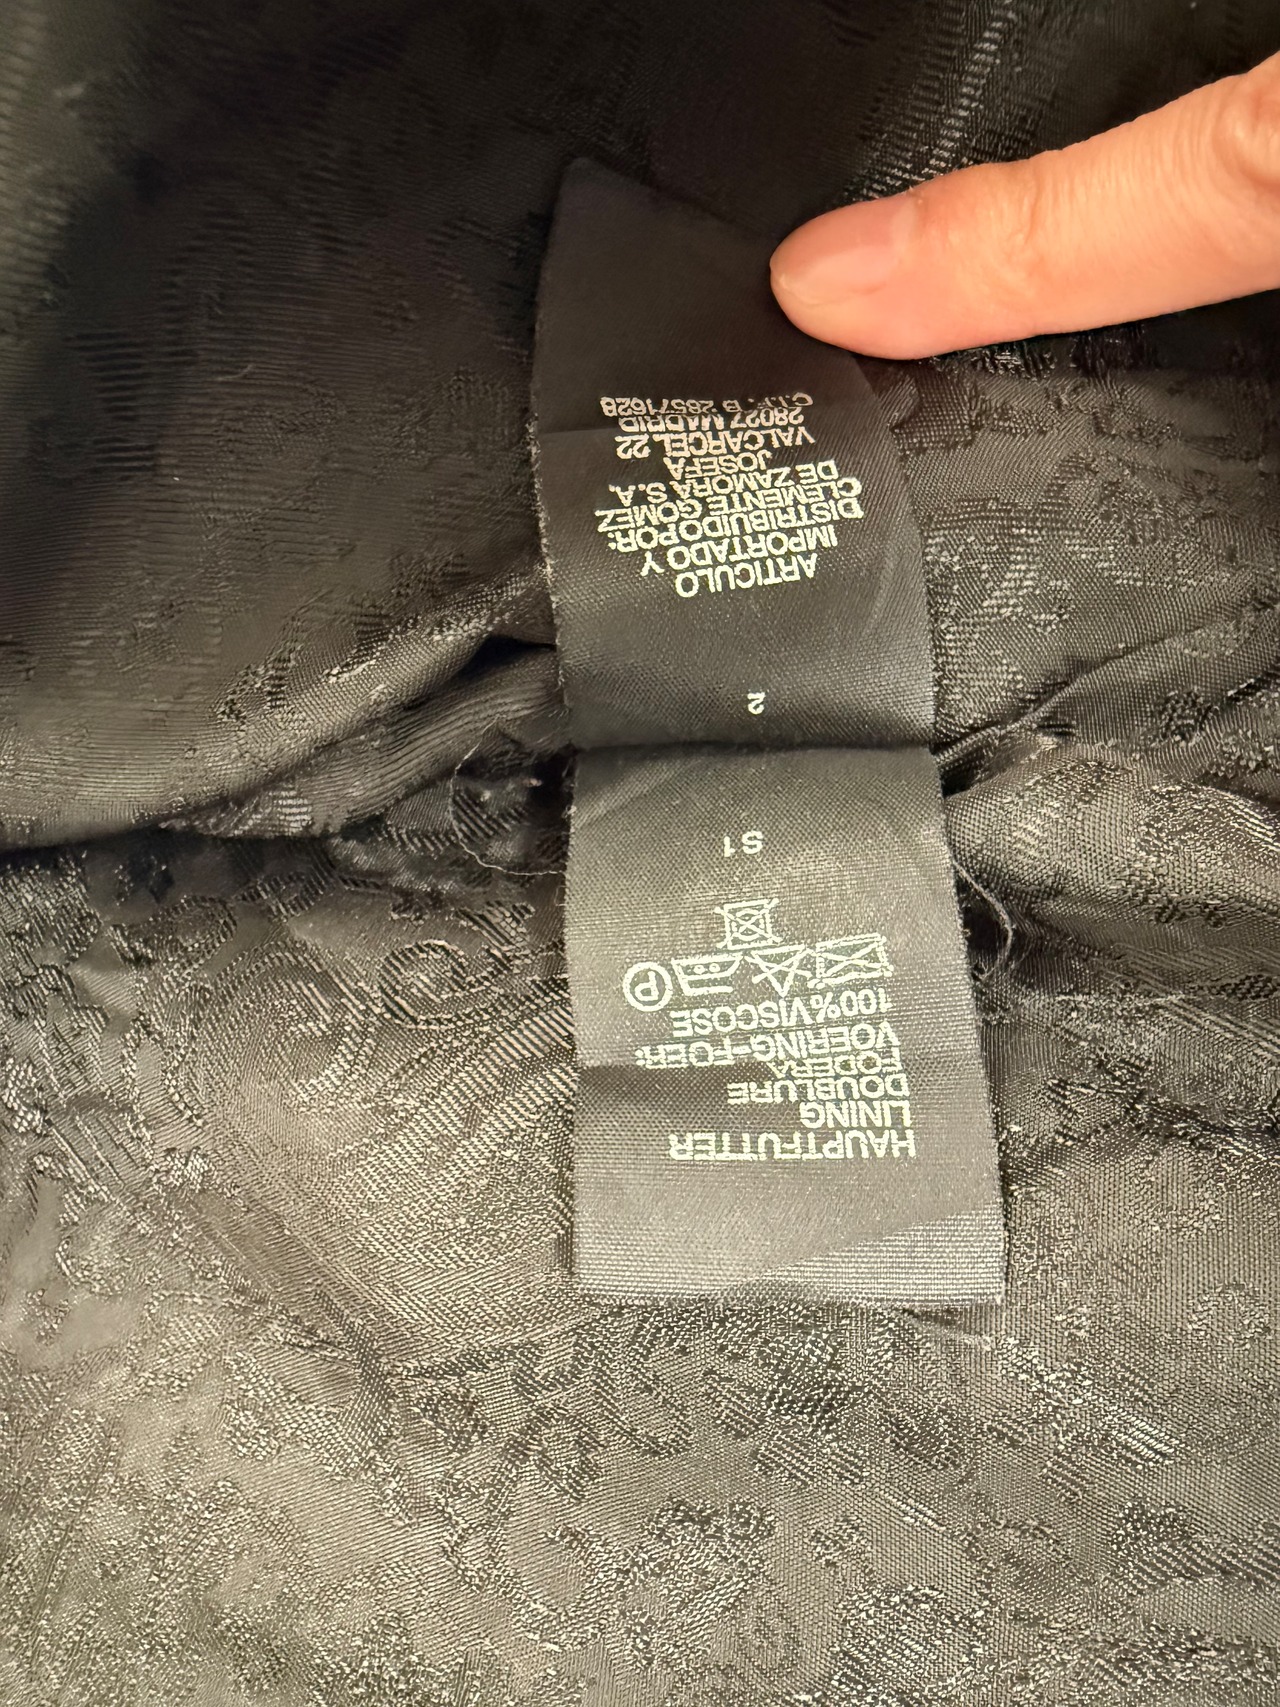 HAUPTFUTTER
LINING
DOUBLURE
FODERA
VOERING-FOER:
100%VISCOSE
P
S1
2
ARTICULO
IMPORTADO Y
DISTRIBUIDO POR:
CLEMENTE GOMEZ
DE ZAMORA S.A,
JOSEFA
VALCARCEL 22
28027 MADRID
C.I.F. B 28571628